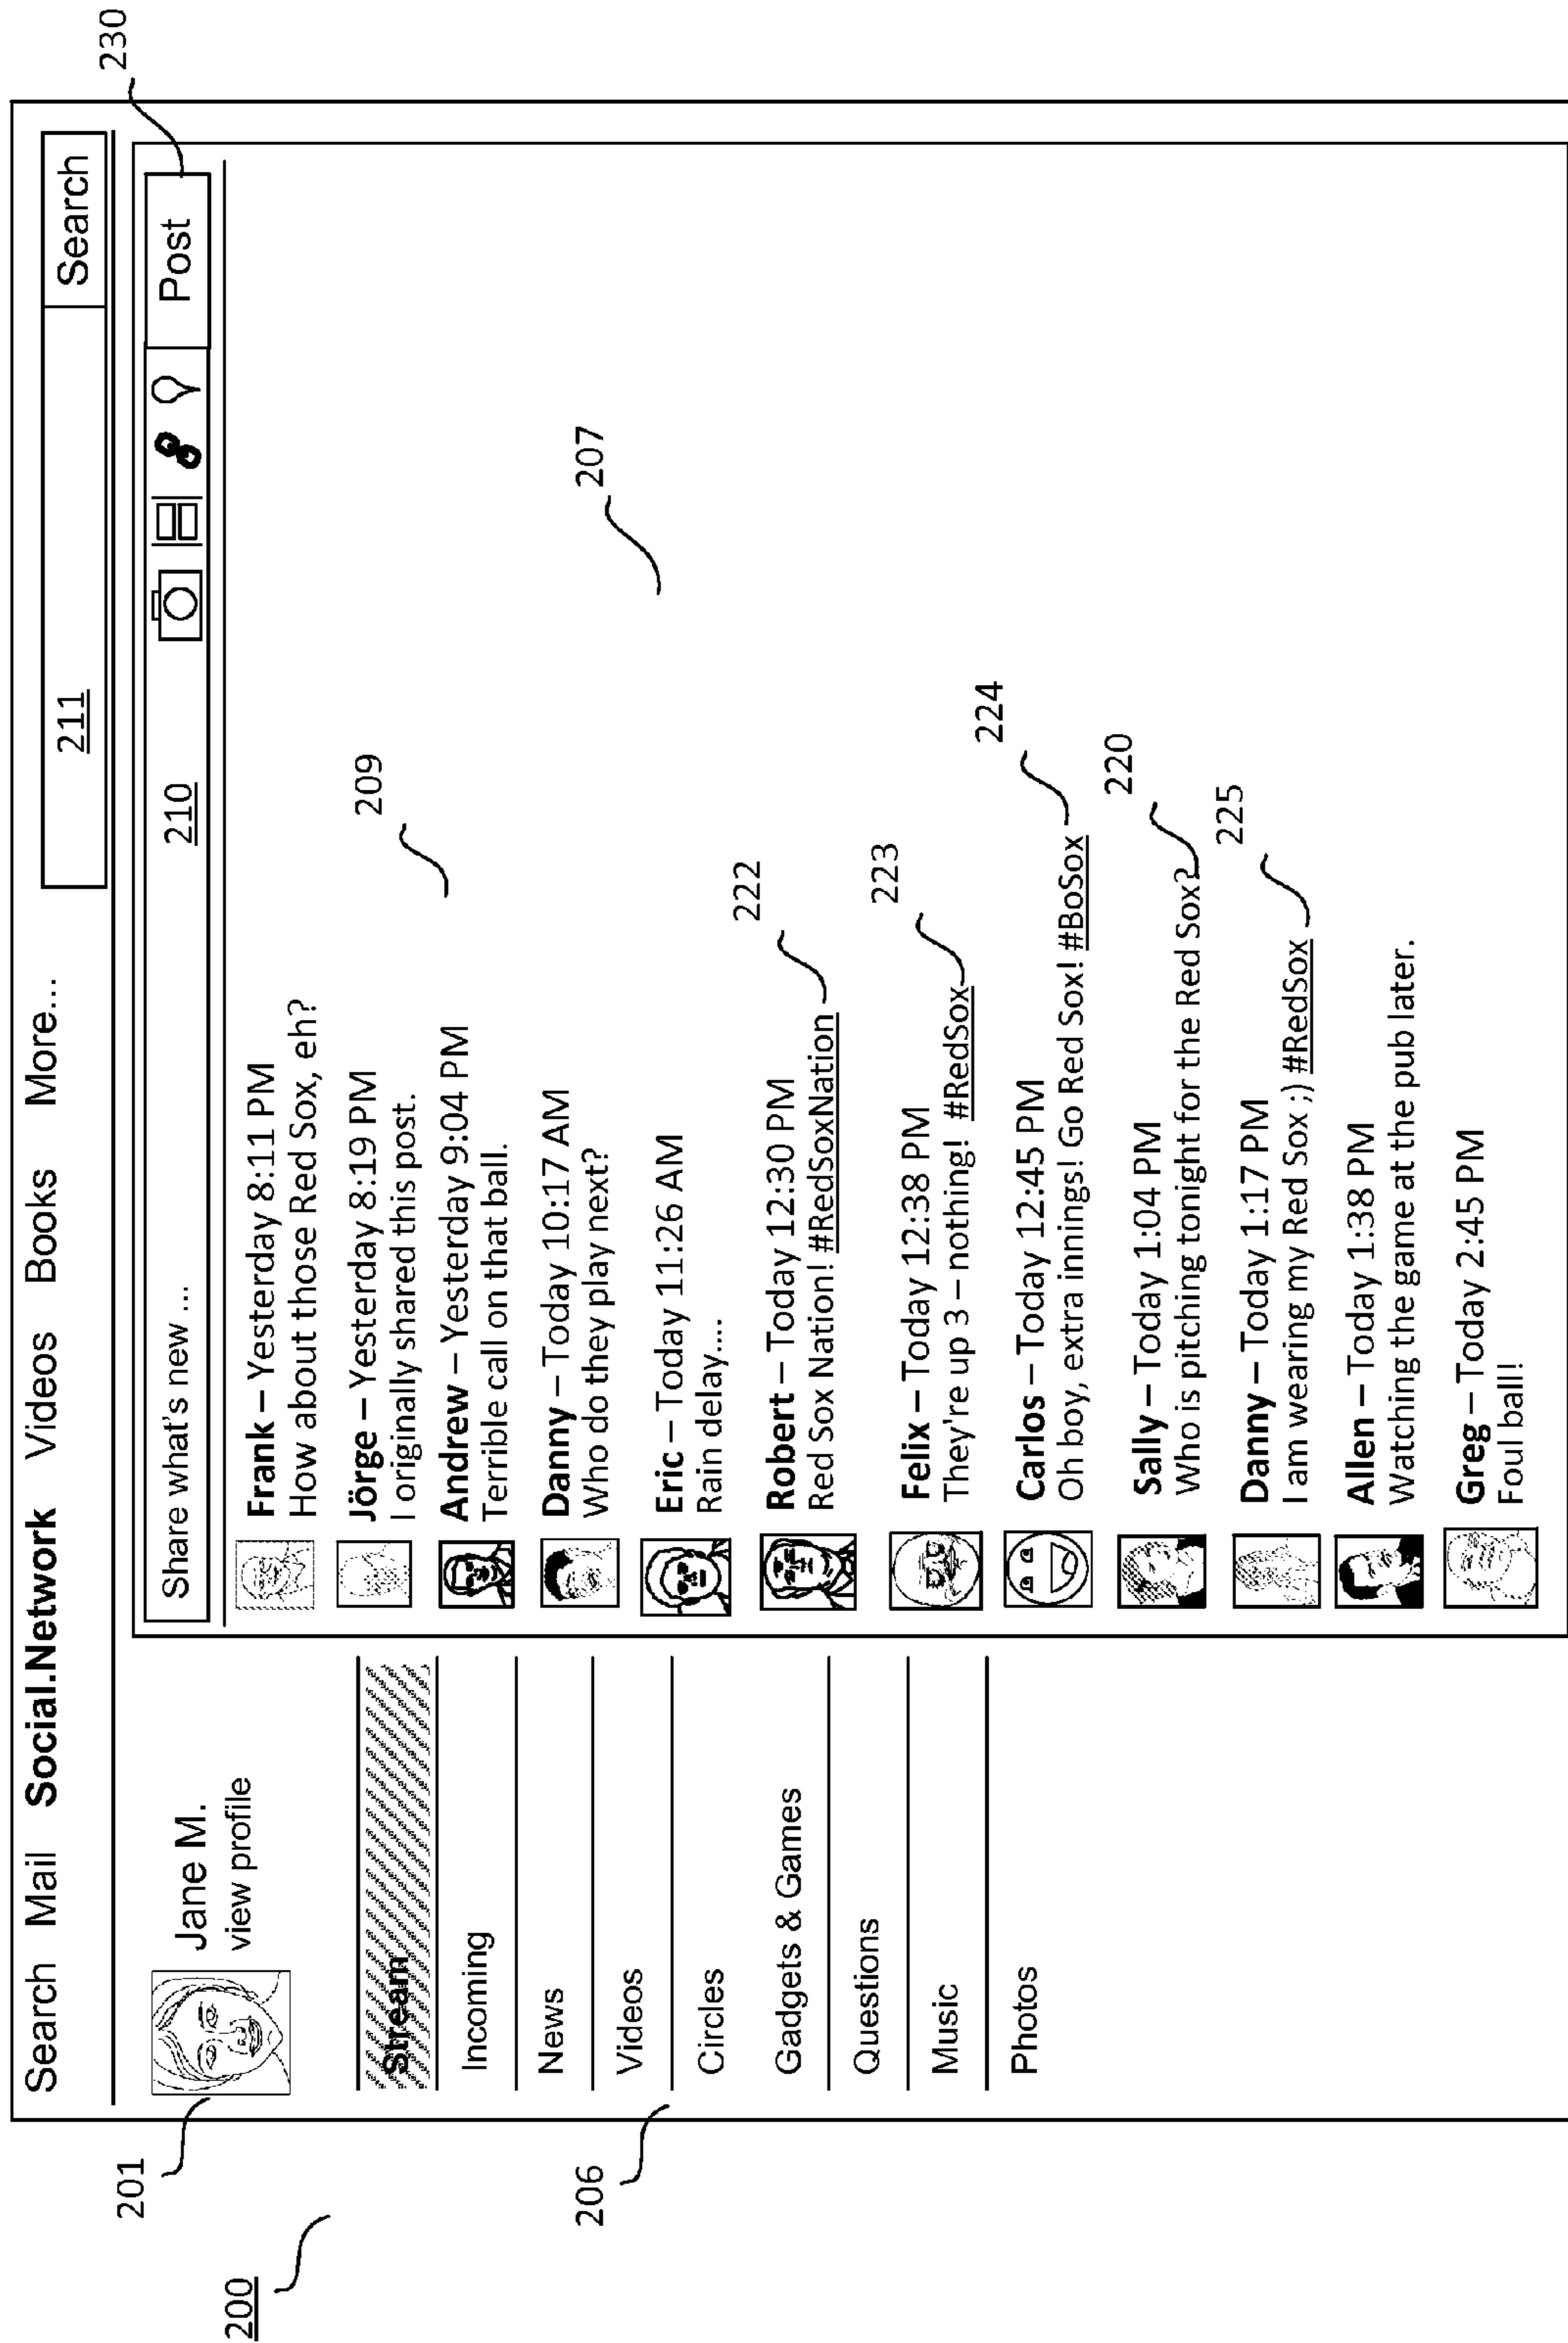 230
Search Mail Social.Network Videos Books More...
211
Search
201
Jane M.
view profile
200
Share what's new ...
210
Post
Stream
Incoming
News
Videos
206
Circles
Gadgets & Games
Questions
Music
Photos
Frank – Yesterday 8:11 PM
How about those Red Sox, eh?
Jörge – Yesterday 8:19 PM
I originally shared this post.
209
Andrew – Yesterday 9:04 PM
Terrible call on that ball.
Danny – Today 10:17 AM
Who do they play next?
207
Eric – Today 11:26 AM
Rain delay....
222
Robert – Today 12:30 PM
Red Sox Nation! #RedSoxNation
223
Felix – Today 12:38 PM
They're up 3 – nothing! #RedSox
224
Carlos – Today 12:45 PM
Oh boy, extra innings! Go Red Sox! #BoSox
220
Sally – Today 1:04 PM
Who is pitching tonight for the Red Sox?
225
Danny – Today 1:17 PM
I am wearing my Red Sox ;) #RedSox
Allen – Today 1:38 PM
Watching the game at the pub later.
Greg – Today 2:45 PM
Foul ball!